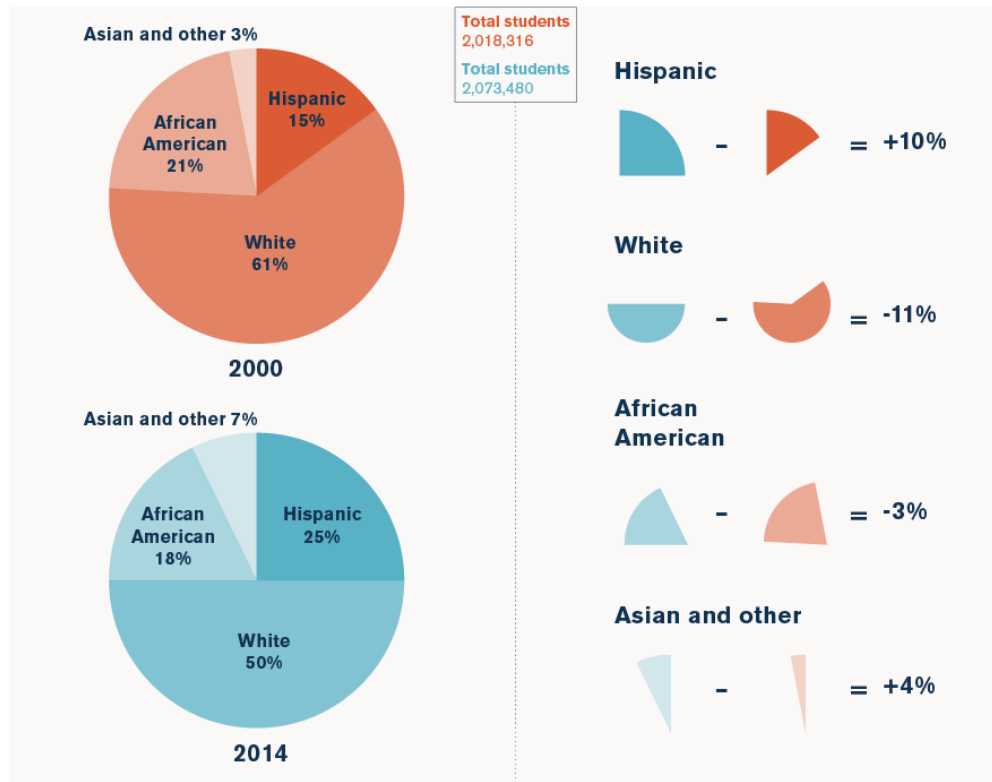 Asian and other 3%
Hispanic
15%
African
American
21%
White
61%
2000
Asian and other 7%
African
American
18%
Hispanic
25%
White
50%
2014
Total students
2,018,316
Total students
2,073,480
Hispanic
– = +10%
White
– = -11%
African
American
– = -3%
Asian and other
– = +4%